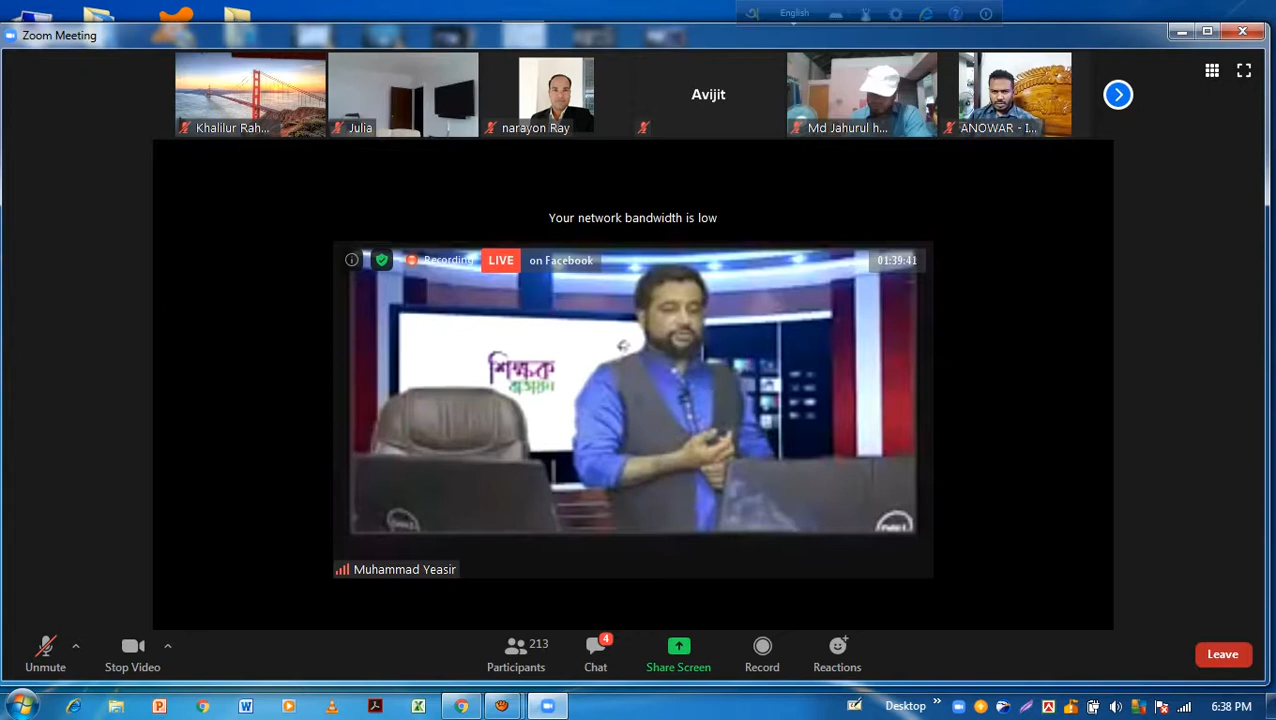 English
Zoom Meeting
Khalilur Rah...
Julia
narayon Ray
Avijit
Md Jahurul h...
ANOWAR - I...
Your network bandwidth is low
Recording
LIVE
on Facebook
01:39:41
শিক্ষক
বাতায়ন
DELL
DELL
Muhammad Yeasir
Unmute
Stop Video
213
Participants
4
Chat
Share Screen
Record
Reactions
Leave
Desktop
6:38 PM